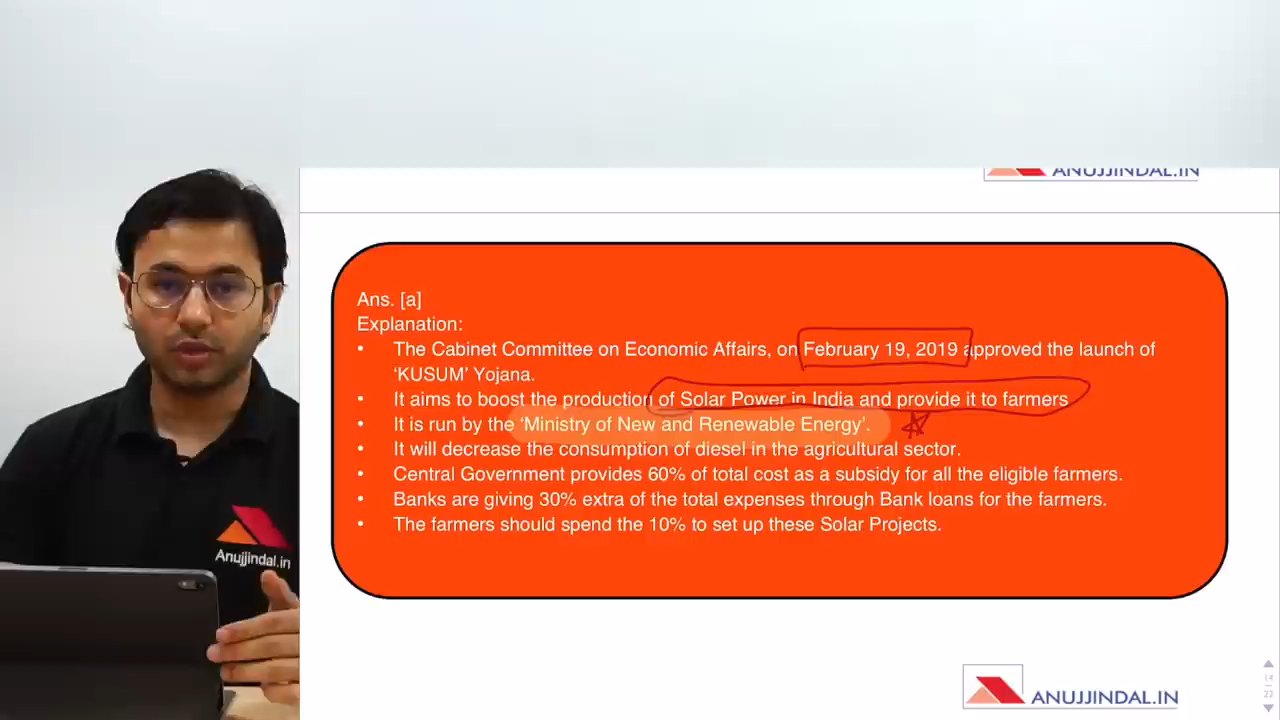 ANUJJINDAL.IN
Ans. [a]
Explanation:
• The Cabinet Committee on Economic Affairs, on February 19, 2019 approved the launch of
‘KUSUM’ Yojana.
• It aims to boost the production of Solar Power in India and provide it to farmers
• It is run by the ‘Ministry of New and Renewable Energy’.
• It will decrease the consumption of diesel in the agricultural sector.
• Central Government provides 60% of total cost as a subsidy for all the eligible farmers.
• Banks are giving 30% extra of the total expenses through Bank loans for the farmers.
• The farmers should spend the 10% to set up these Solar Projects.
Anujjindal.in
ANUJJINDAL.IN
14
22